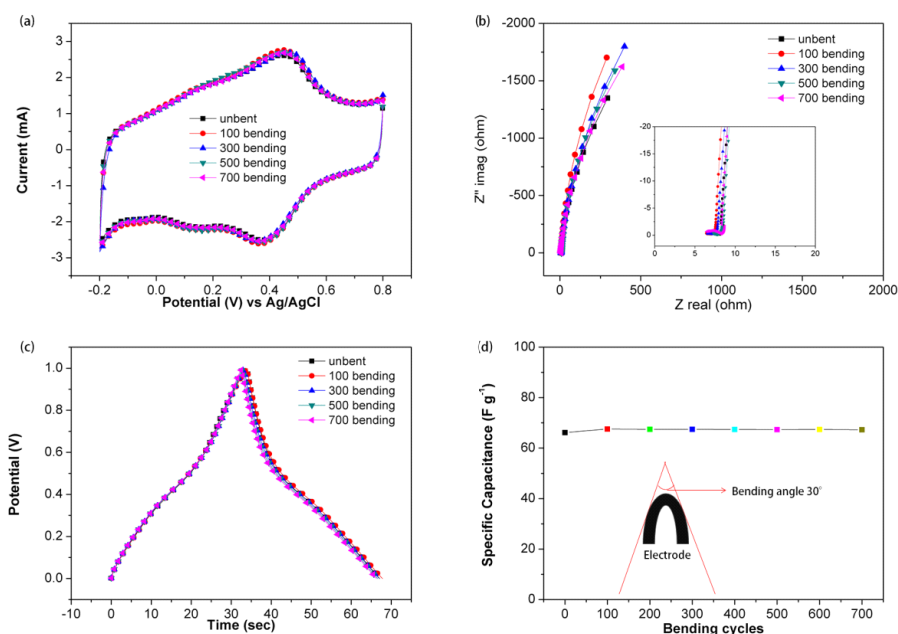 (a)
3
2
1
0
-1
-2
-3
Current (mA)
unbent
100 bending
300 bending
500 bending
700 bending
-0.2
0.0
0.2
0.4
0.6
0.8
Potential (V) vs Ag/AgCl
(b)
-2000
-1500
-1000
-500
0
Z'' imag (ohm)
unbent
100 bending
300 bending
500 bending
700 bending
-20
-15
-10
-5
0
0
5
10
15
20
0
500
1000
1500
2000
Z real (ohm)
(c)
1.0
0.8
0.6
0.4
0.2
0.0
Potential (V)
unbent
100 bending
300 bending
500 bending
700 bending
-10
0
10
20
30
40
50
60
70
80
Time (sec)
(d)
100
80
60
40
20
0
Specific Capacitance (F g⁻¹)
Bending angle 30°
Electrode
0
100
200
300
400
500
600
700
Bending cycles